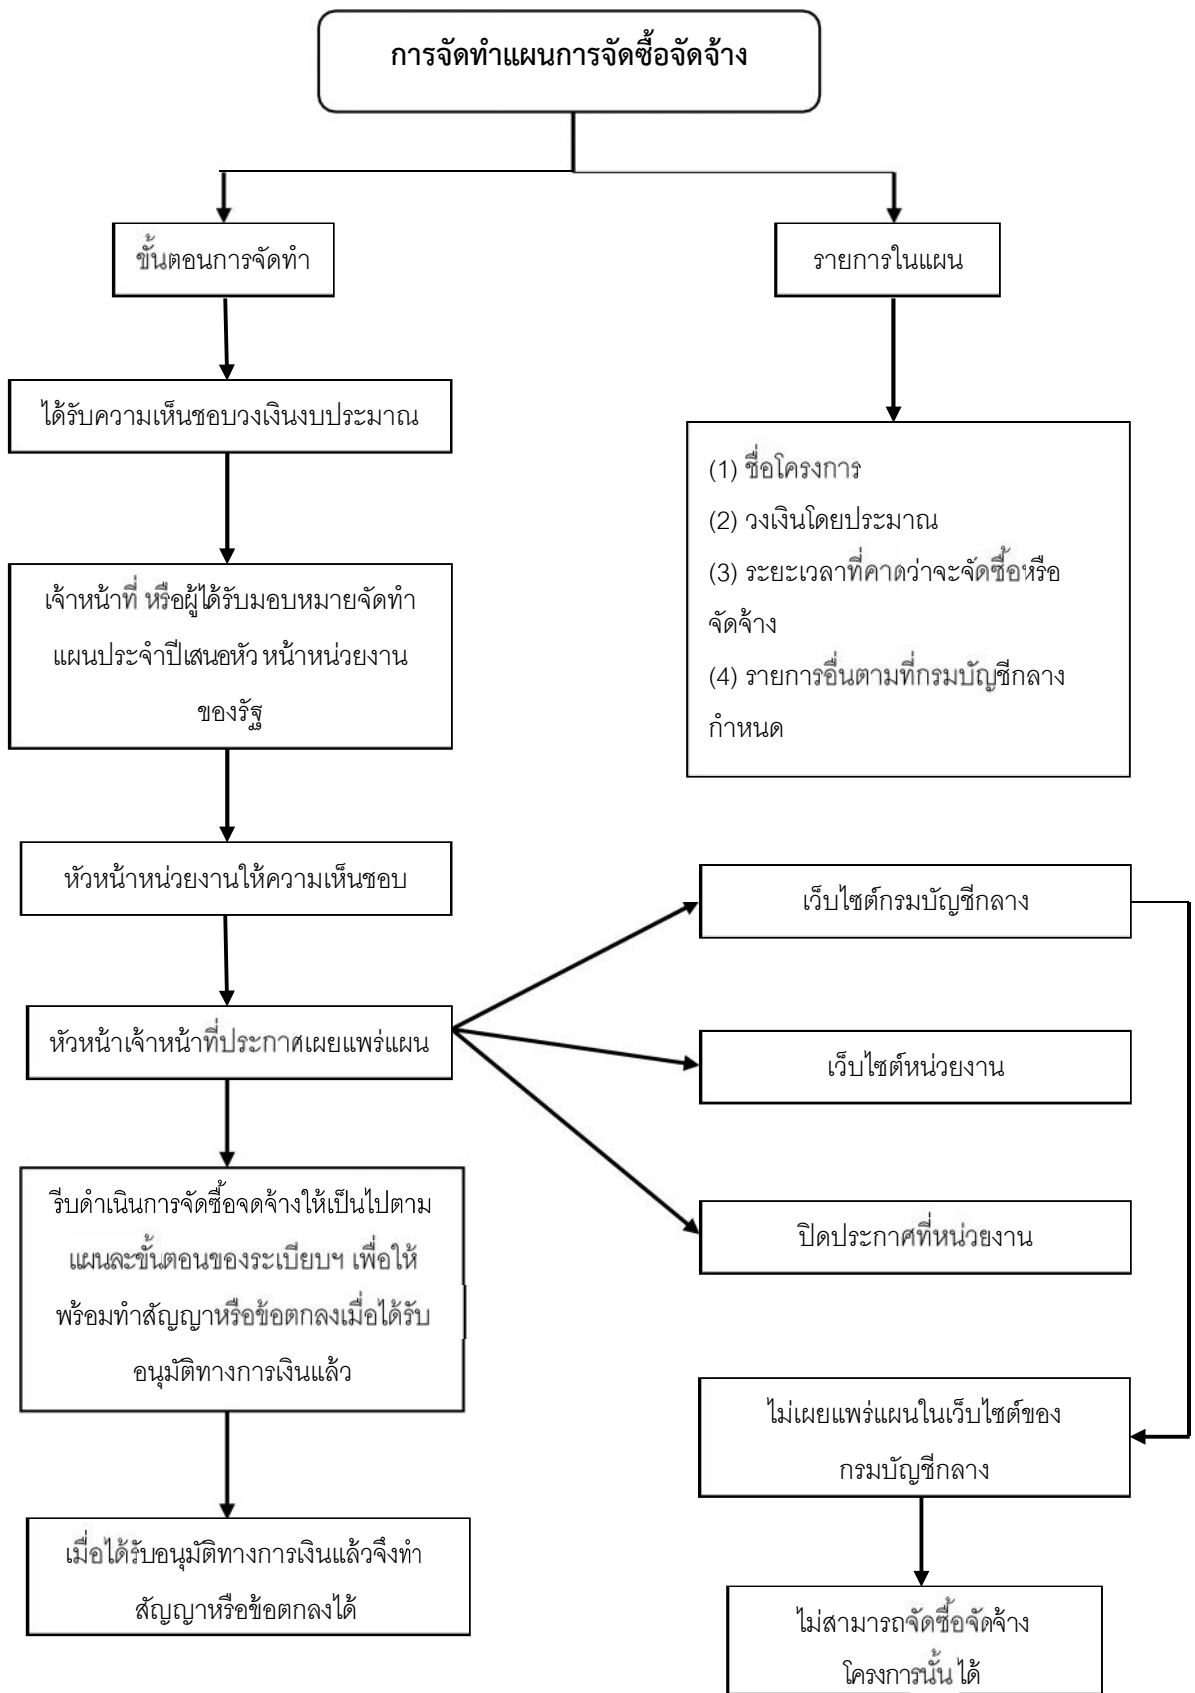 การจัดทำแผนการจัดซื้อจัดจ้าง
ขั้นตอนการจัดทำ
รายการในแผน
ได้รับความเห็นชอบวงเงินงบประมาณ
(1) ชื่อโครงการ
(2) วงเงินโดยประมาณ
(3) ระยะเวลาที่คาดว่าจะจัดซื้อหรือ
จัดจ้าง
(4) รายการอื่นตามที่กรมบัญชีกลาง
กำหนด
เจ้าหน้าที่ หรือผู้ได้รับมอบหมายจัดทำ
แผนประจำปีเสนอหัว หน้าหน่วยงาน
ของรัฐ
หัวหน้าหน่วยงานให้ความเห็นชอบ
เว็บไซต์กรมบัญชีกลาง
หัวหน้าเจ้าหน้าที่ประกาศเผยแพร่แผน
เว็บไซต์หน่วยงาน
ปิดประกาศที่หน่วยงาน
รีบดำเนินการจัดซื้อจดจ้างให้เป็นไปตาม
แผนละขั้นตอนของระเบียบฯ เพื่อให้
พร้อมทำสัญญาหรือข้อตกลงเมื่อได้รับ
อนุมัติทางการเงินแล้ว
ไม่เผยแพร่แผนในเว็บไซต์ของ
กรมบัญชีกลาง
เมื่อได้รับอนุมัติทางการเงินแล้วจึงทำ
สัญญาหรือข้อตกลงได้
ไม่สามารถจัดซื้อจัดจ้าง
โครงการนั้น ได้